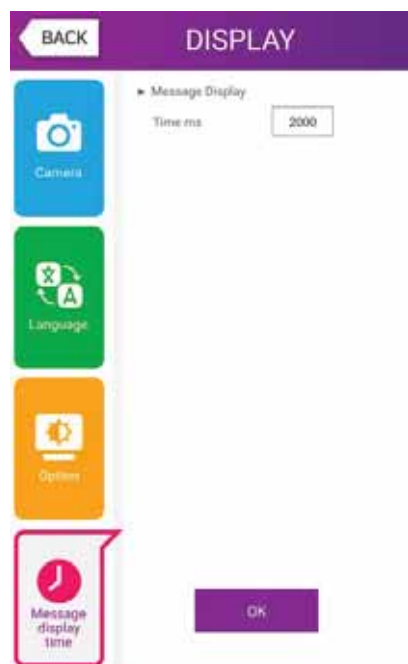 BACK
DISPLAY
► Message Display
Time ms 2000
Camera
Language
Option
Message
display
time
OK